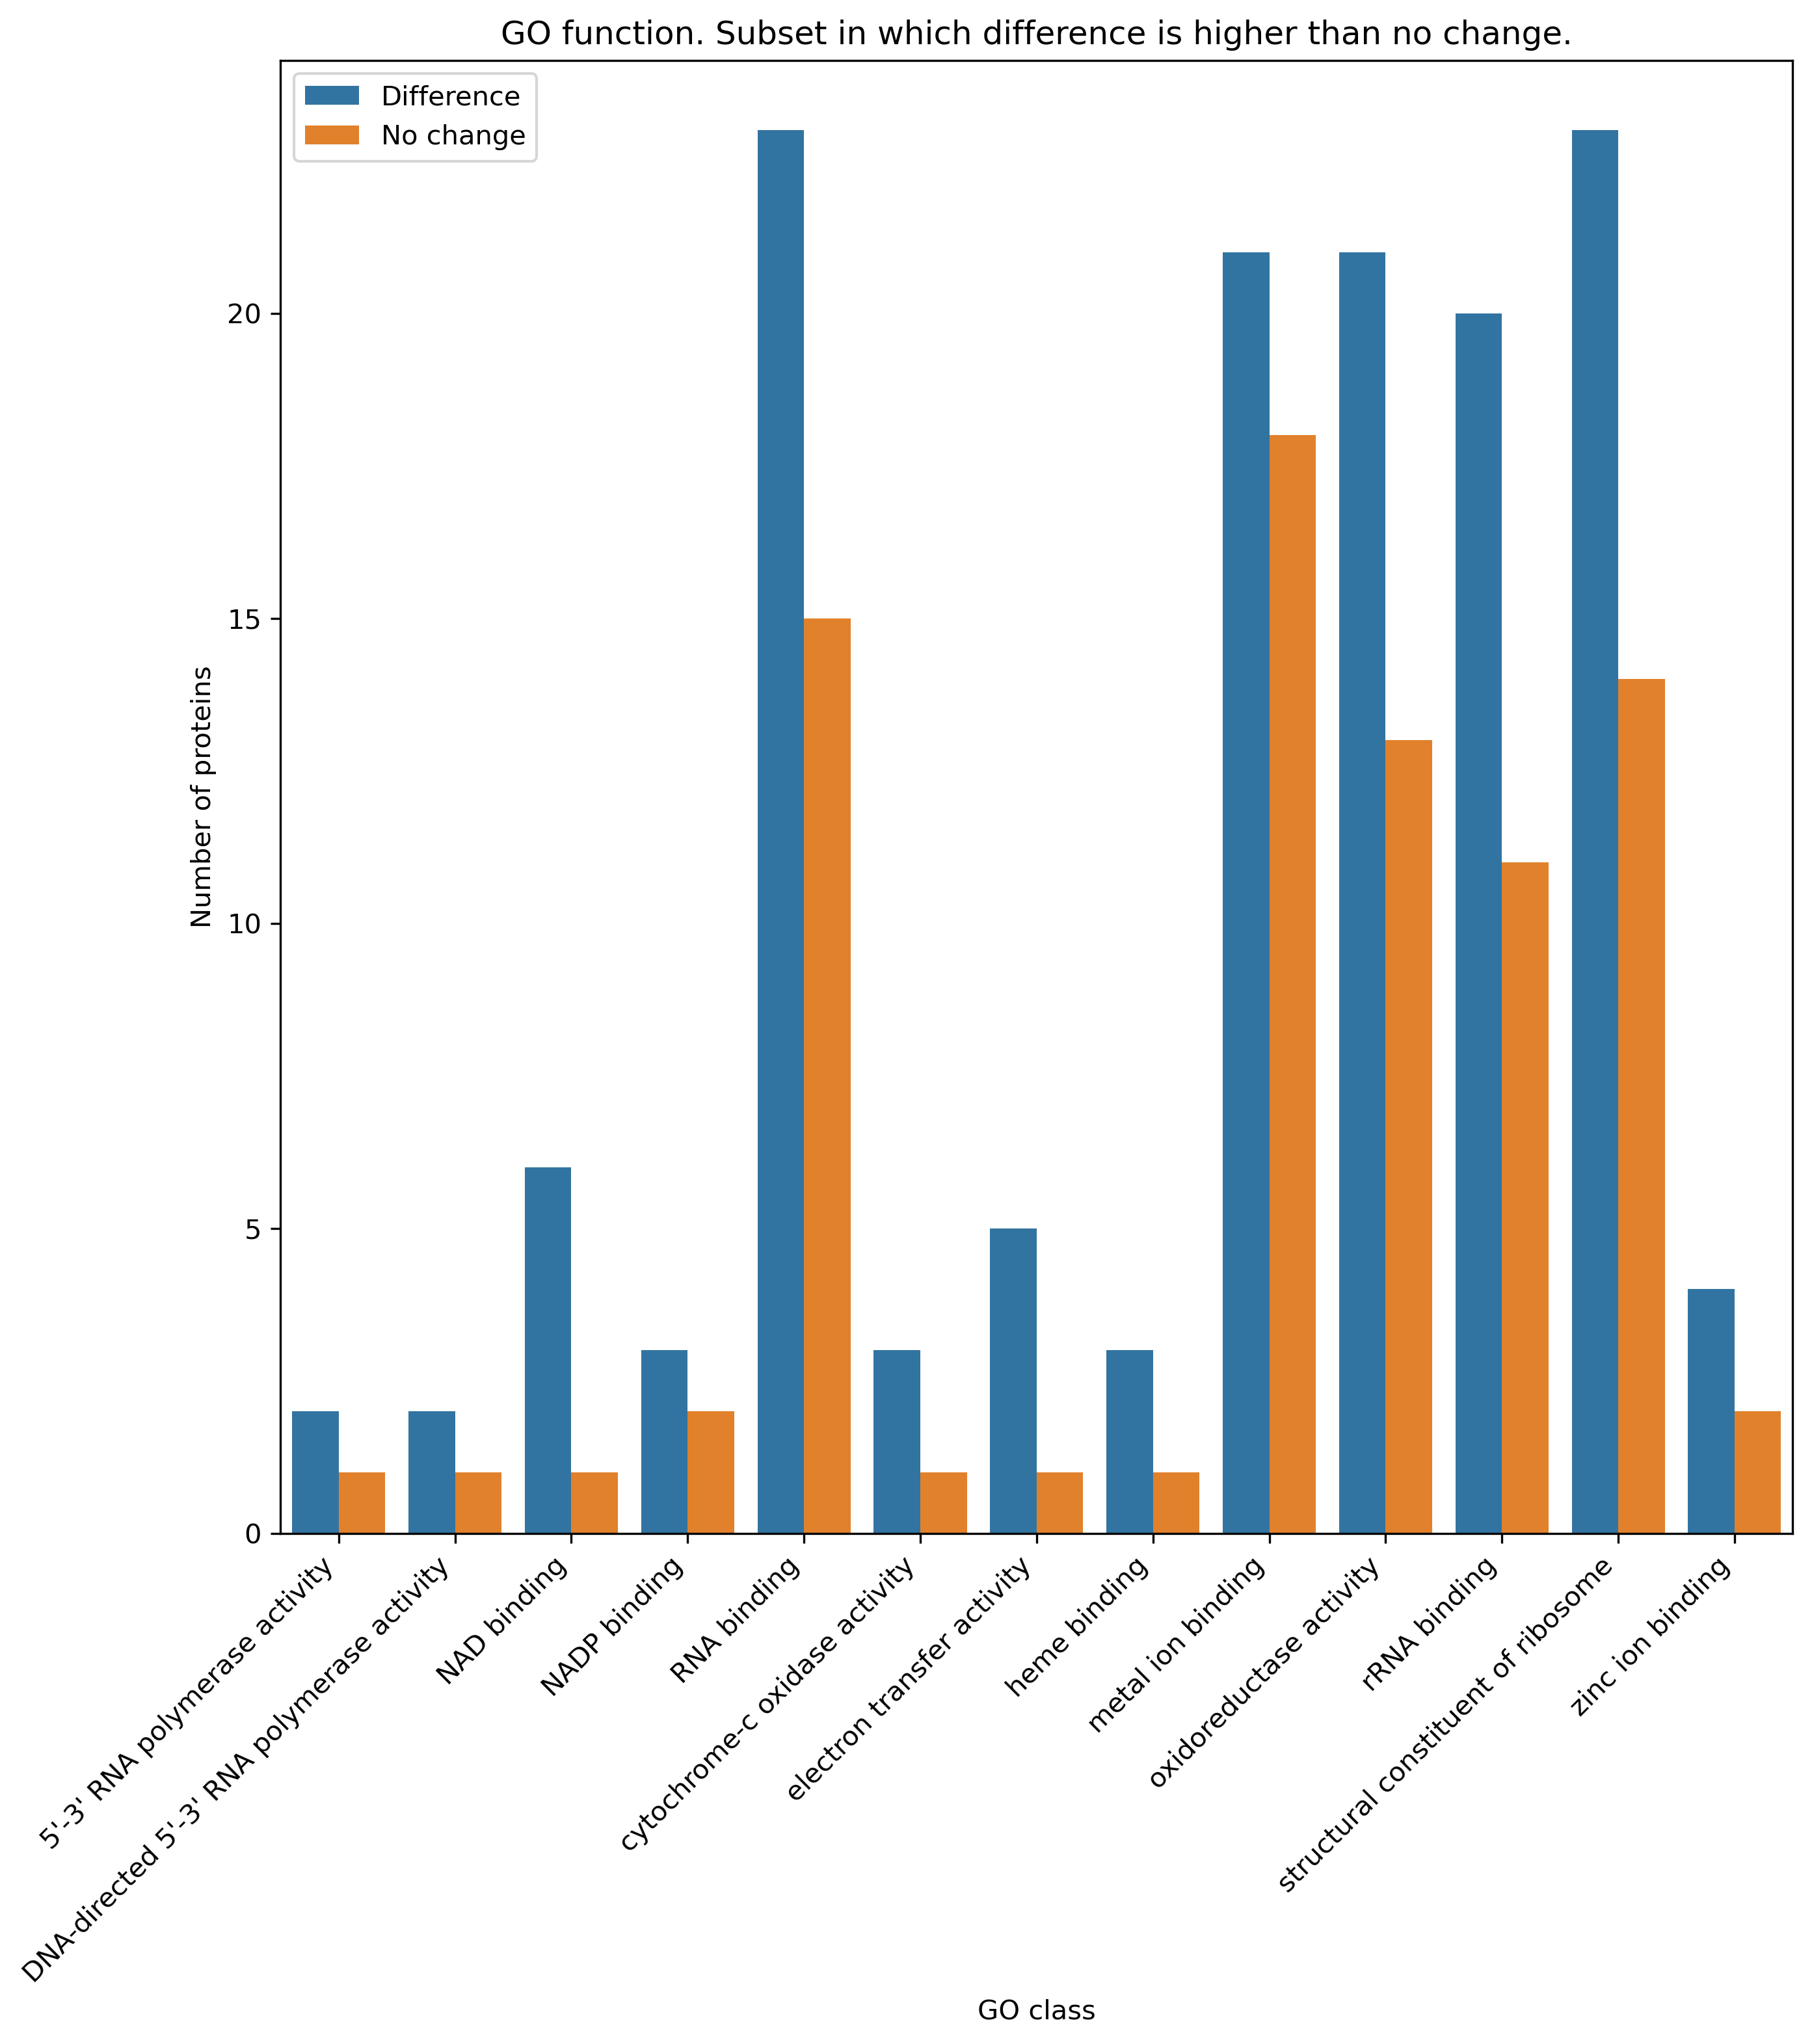 GO function. Subset in which difference is higher than no change.
Difference
No change
Number of proteins
20
15
10
5
0
5'-3' RNA polymerase activity
DNA-directed 5'-3' RNA polymerase activity
NAD binding
NADP binding
RNA binding
cytochrome-c oxidase activity
electron transfer activity
heme binding
metal ion binding
oxidoreductase activity
rRNA binding
structural constituent of ribosome
zinc ion binding
GO class